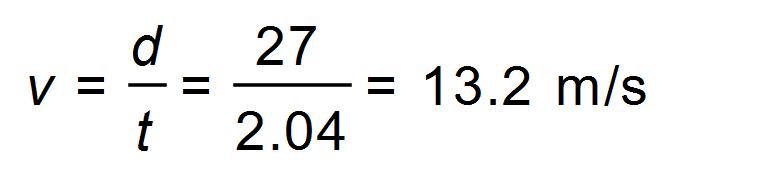 v = d/t = 27/2.04 = 13.2 m/s